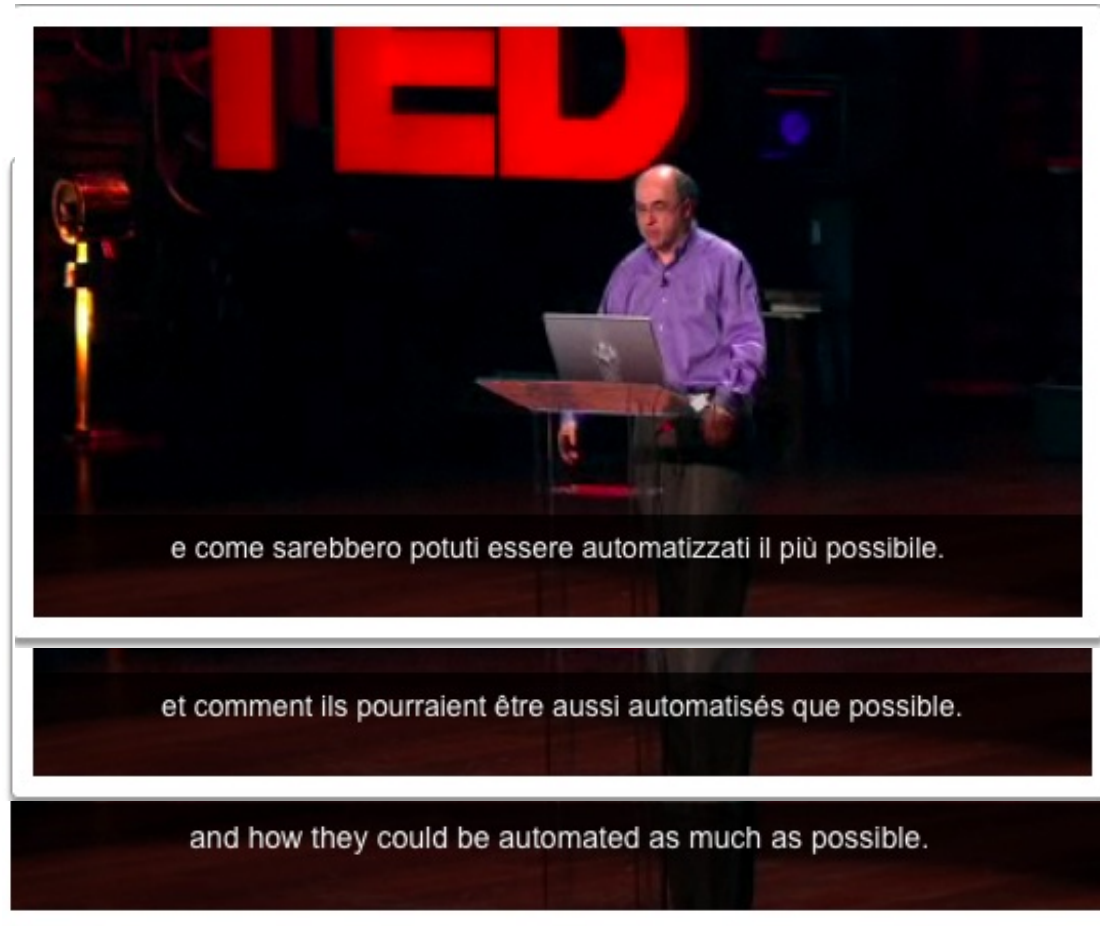 TED
e come sarebbero potuti essere automatizzati il più possibile.
et comment ils pourraient être aussi automatisés que possible.
and how they could be automated as much as possible.